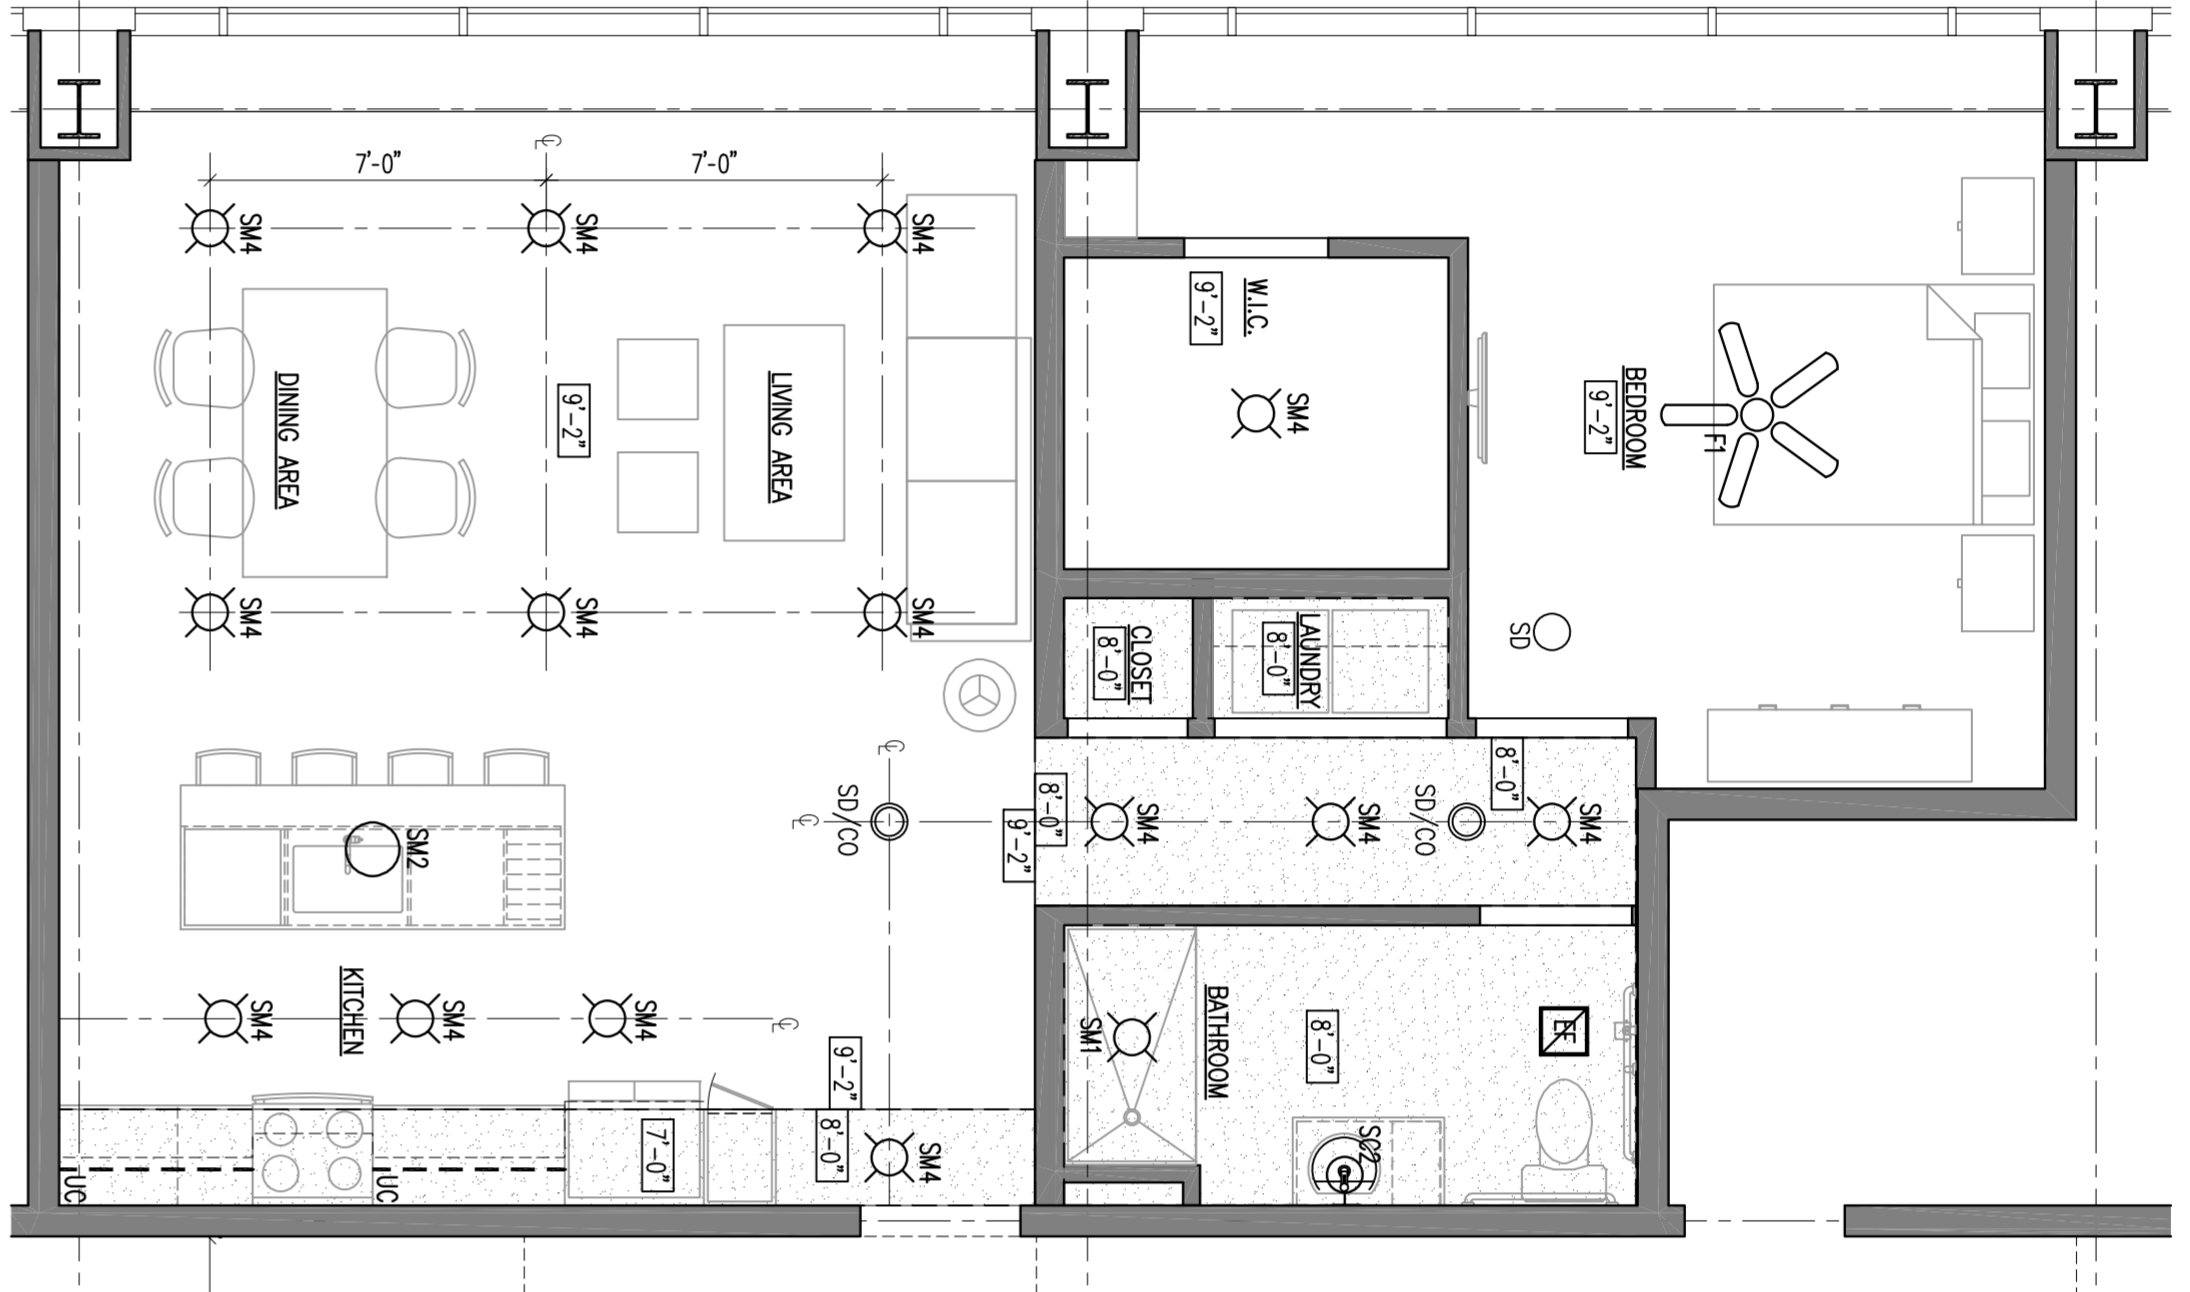 7'-0"
7'-0"
SM4
SM4
SM4
DINING AREA
9'-2"
LIVING AREA
SM4
SM4
SM4
W.I.C.
9'-2"
SM4
BEDROOM
9'-2"
F1
SD
CLOSET
8'-0"
LAUNDRY
8'-0"
SD/CO
8'-0"
9'-2"
SM4
SM4
SD/CO
8'-0"
SM4
SM2
KITCHEN
SM4
SM4
SM4
9'-2"
8'-0"
SM4
7'-0"
UC
UC
BATHROOM
8'-0"
SM1
EF
SC2